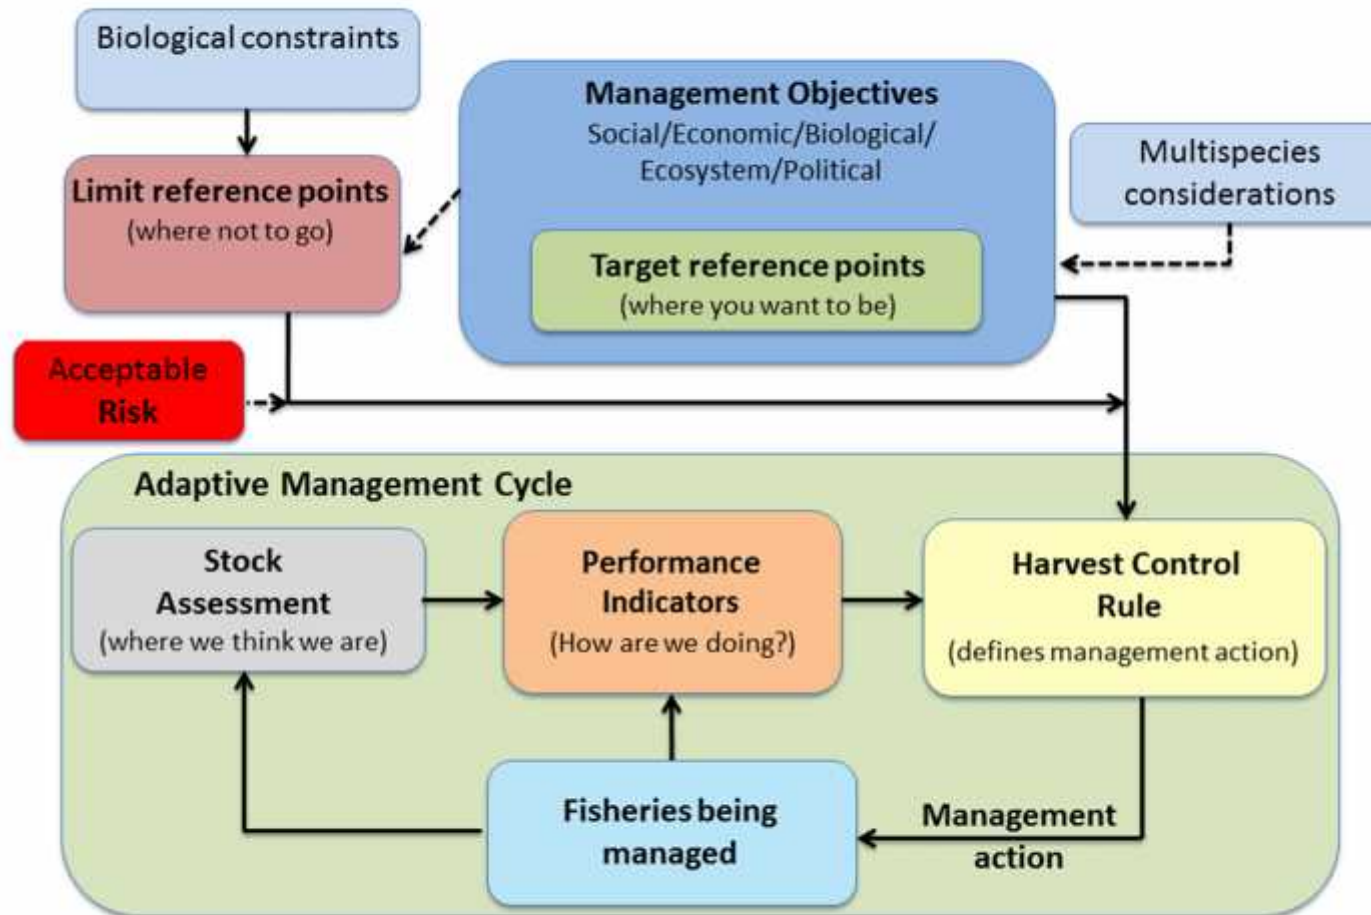 Biological constraints
Limit reference points
(where not to go)
Management Objectives
Social/Economic/Biological/
Ecosystem/Political
Target reference points
(where you want to be)
Multispecies
considerations
Acceptable
Risk
Adaptive Management Cycle
Stock
Assessment
(where we think we are)
Performance
Indicators
(How are we doing?)
Harvest Control
Rule
(defines management action)
Fisheries being
managed
Management
action